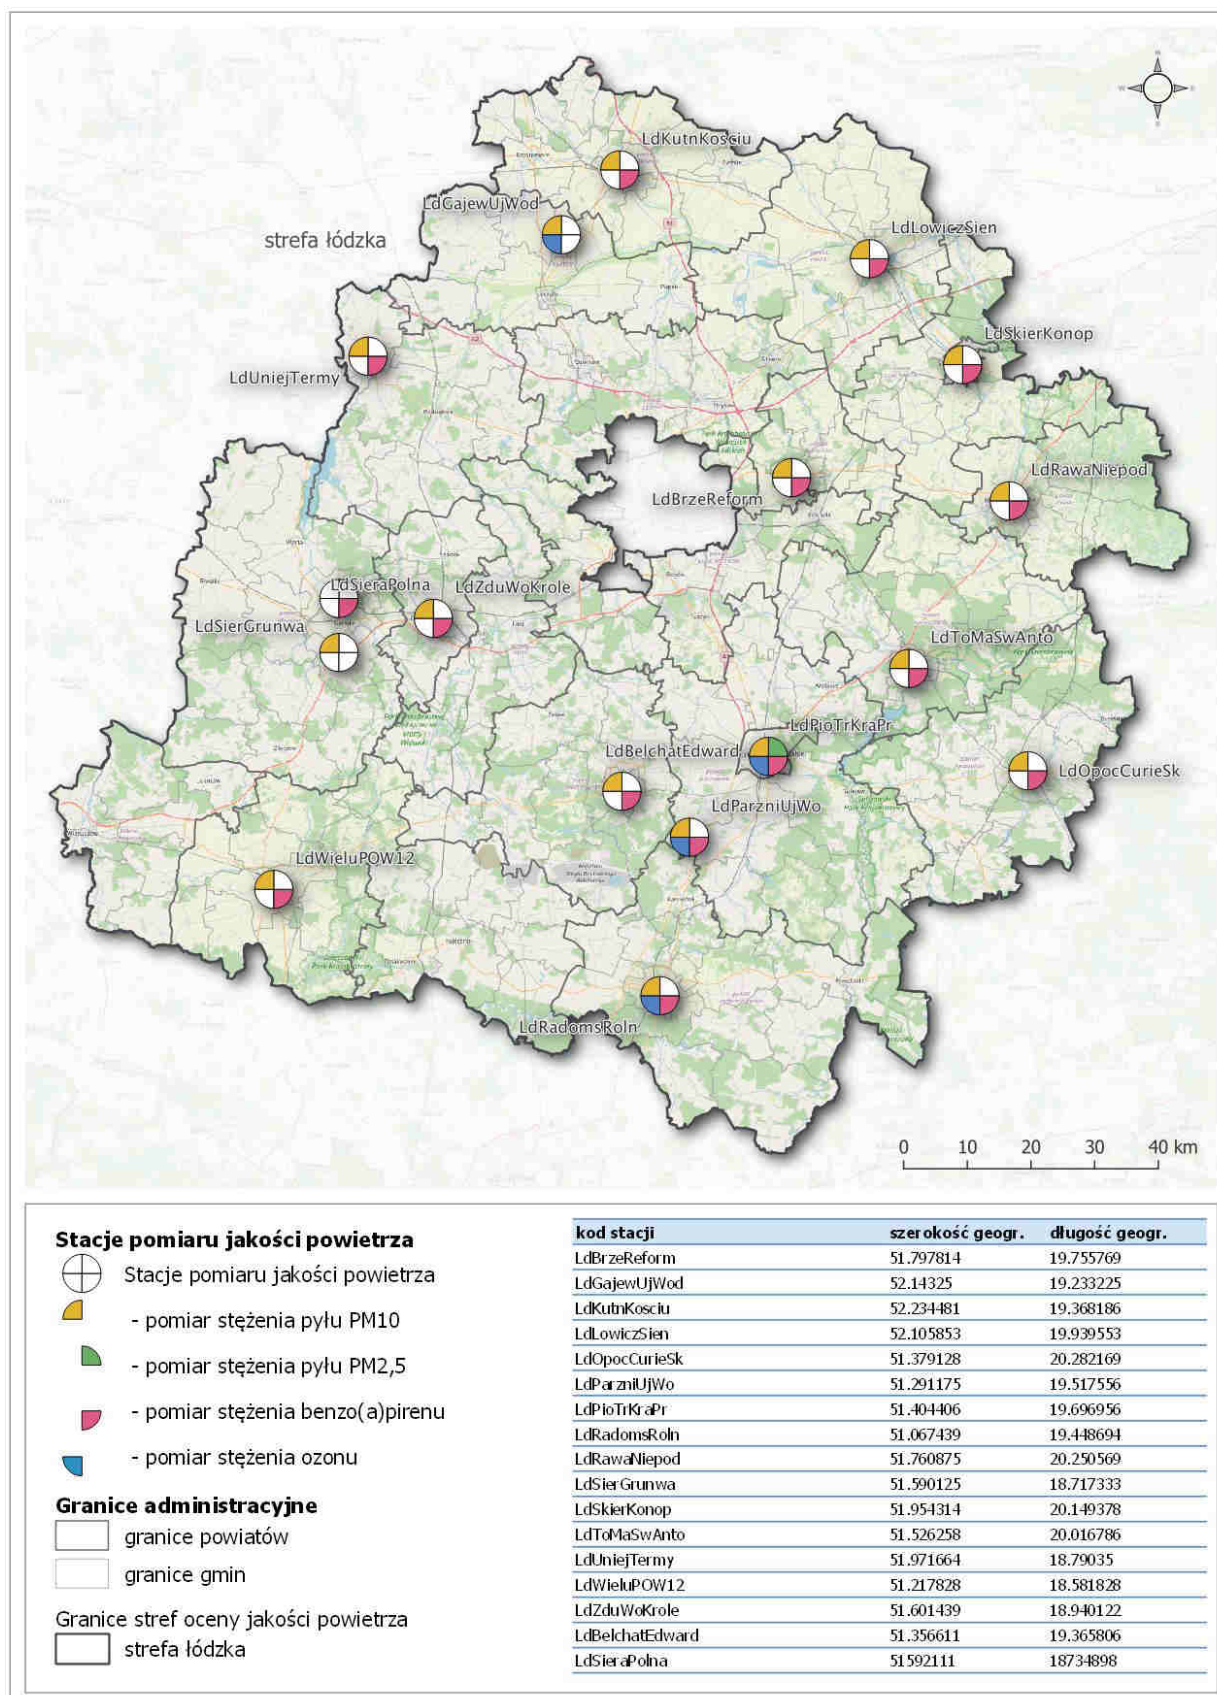 LdKutnKosciu
LdGajewUjWod
strefa łódzka
LdLowiczSien
LdSkierKonop
LdUniejTermy
LdRawaNiepod
LdBrzeReform
LdSieraPolna
LdZduWoKrole
LdSierGrunwa
LdToMaSwAnto
LdPioTrKraPr
LdBelchatEdward
LdOpocCurieSk
LdParzniUjWo
LdWieluPOW12
LdRadomsRoln
0 10 20 30 40 km
Stacje pomiaru jakości powietrza
Stacje pomiaru jakości powietrza
- pomiar stężenia pyłu PM10
- pomiar stężenia pyłu PM2,5
- pomiar stężenia benzo(a)pirenu
- pomiar stężenia ozonu
Granice administracyjne
granice powiatów
granice gmin
Granice stref oceny jakości powietrza
strefa łódzka
kod stacji szerokość geogr. długość geogr.
LdBrzeReform 51.797814 19.755769
LdGajewUjWod 52.14325 19.233225
LdKutnKosciu 52.234481 19.368186
LdLowiczSien 52.105853 19.939553
LdOpocCurieSk 51.379128 20.282169
LdParzniUjWo 51.291175 19.517556
LdPioTrKraPr 51.404406 19.696956
LdRadomsRoln 51.067439 19.448694
LdRawaNiepod 51.760875 20.250569
LdSierGrunwa 51.590125 18.717333
LdSkierKonop 51.954314 20.149378
LdToMaSwAnto 51.526258 20.016786
LdUniejTermy 51.971664 18.79035
LdWieluPOW12 51.217828 18.581828
LdZduWoKrole 51.601439 18.940122
LdBelchatEdward 51.356611 19.365806
LdSieraPolna 51592111 18734898